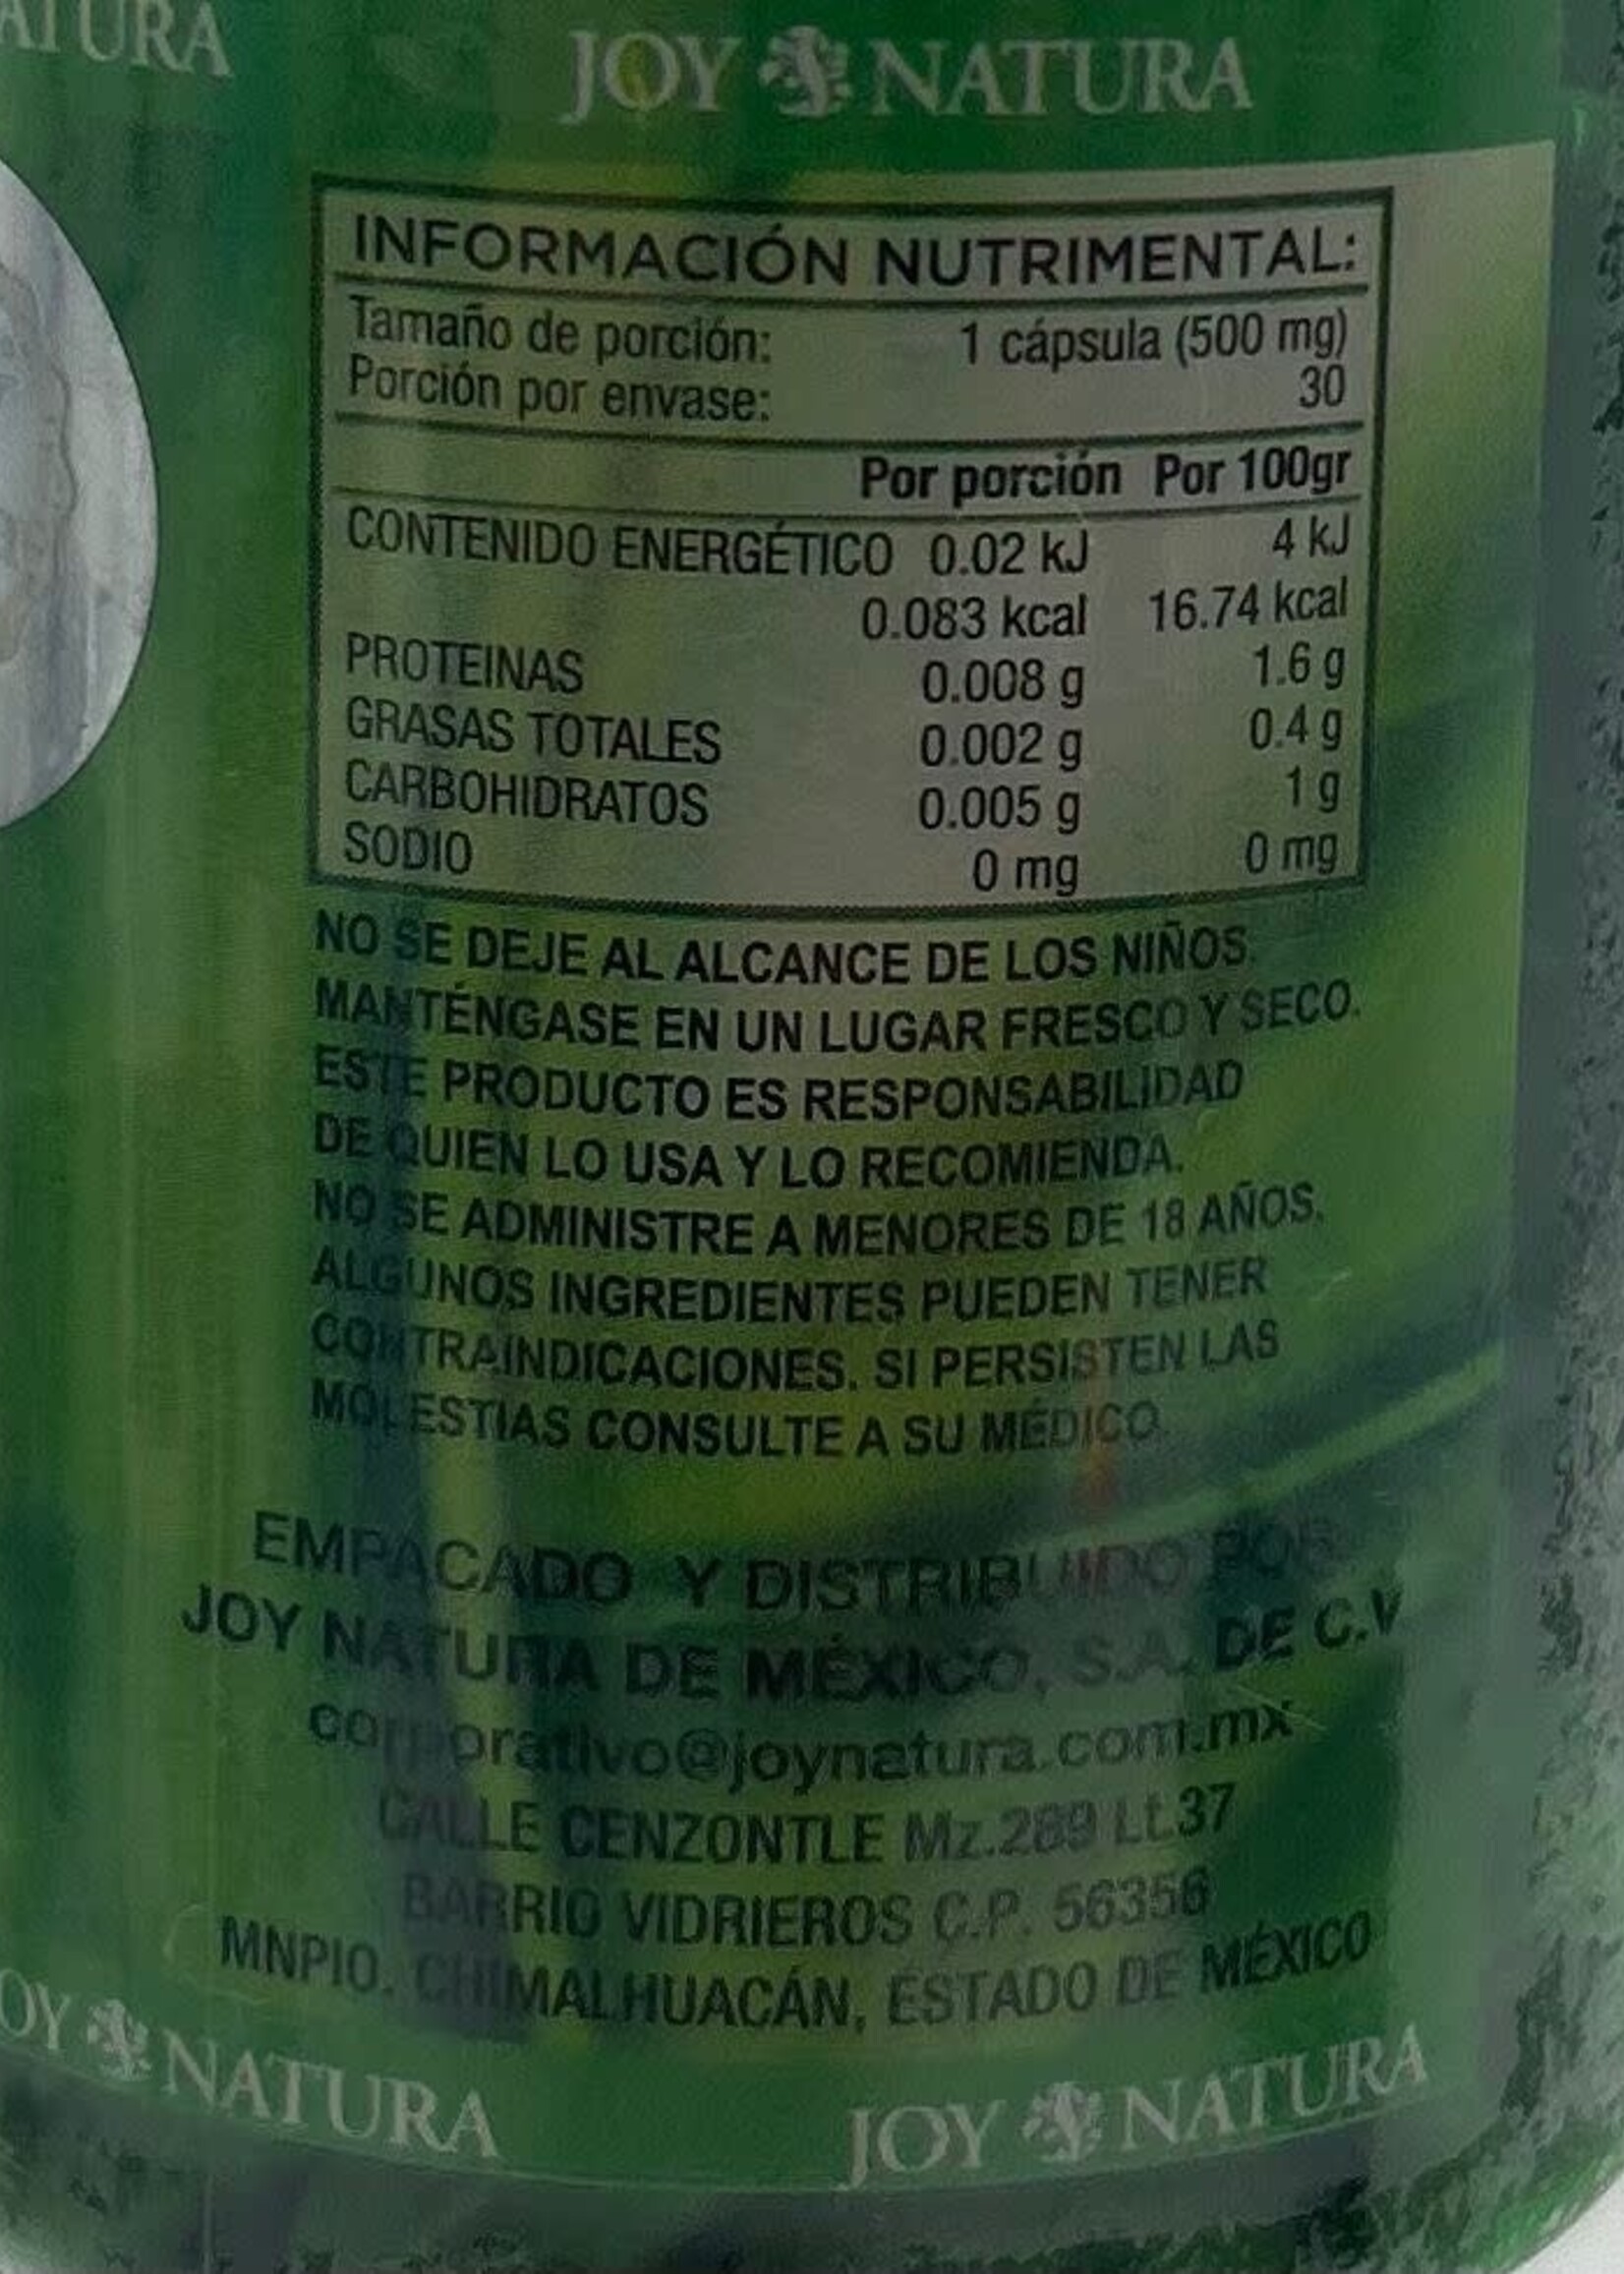 ATURA
JOY NATURA
INFORMACIÓN NUTRIMENTAL:
Tamaño de porción: 1 cápsula (500 mg)
Porción por envase: 30
Por porción Por 100gr
CONTENIDO ENERGÉTICO 0.02 kJ 4 kJ
0.083 kcal 16.74 kcal
PROTEINAS 0.008 g 1.6 g
GRASAS TOTALES 0.002 g 0.4 g
CARBOHIDRATOS 0.005 g 1 g
SODIO 0 mg 0 mg
NO SE DEJE AL ALCANCE DE LOS NIÑOS.
MANTÉNGASE EN UN LUGAR FRESCO Y SECO.
ESTE PRODUCTO ES RESPONSABILIDAD
DE QUIEN LO USA Y LO RECOMIENDA.
NO SE ADMINISTRE A MENORES DE 18 AÑOS.
ALGUNOS INGREDIENTES PUEDEN TENER
CONTRAINDICACIONES. SI PERSISTEN LAS
MOLESTIAS CONSULTE A SU MÉDICO.
EMPACADO Y DISTRIBUIDO POR
JOY NATURA DE MÉXICO, S.A. DE C.V
corporativo@joynatura.com.mx
CALLE CENZONTLE Mz.289 Lt.37
BARRIO VIDRIEROS C.P. 56356
MNPIO. CHIMALHUACÁN, ESTADO DE MÉXICO
OY NATURA
JOY NATURA